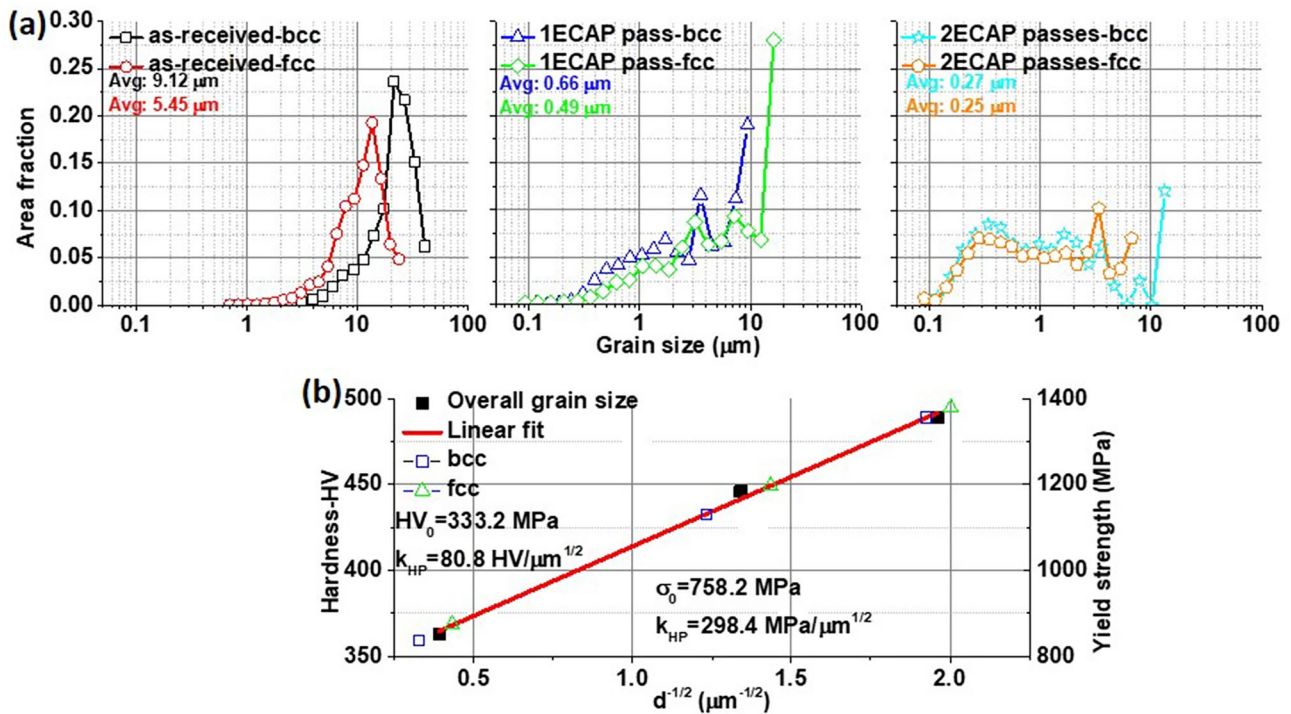 (a)
0.30
0.25
0.20
0.15
0.10
0.05
0.00
Area fraction
as-received-bcc
as-received-fcc
Avg: 9.12 μm
Avg: 5.45 μm
0.1 1 10 100
1ECAP pass-bcc
1ECAP pass-fcc
Avg: 0.66 μm
Avg: 0.49 μm
0.1 1 10 100
2ECAP passes-bcc
2ECAP passes-fcc
Avg: 0.27 μm
Avg: 0.25 μm
0.1 1 10 100
Grain size (μm)
(b)
500
450
400
350
Hardness-HV
Overall grain size
Linear fit
bcc
fcc
HV₀=333.2 MPa
k_HP=80.8 HV/μm^1/2
σ₀=758.2 MPa
k_HP=298.4 MPa/μm^1/2
1400
1200
1000
800
Yield strength (MPa)
0.5 1.0 1.5 2.0
d^-1/2 (μm^-1/2)